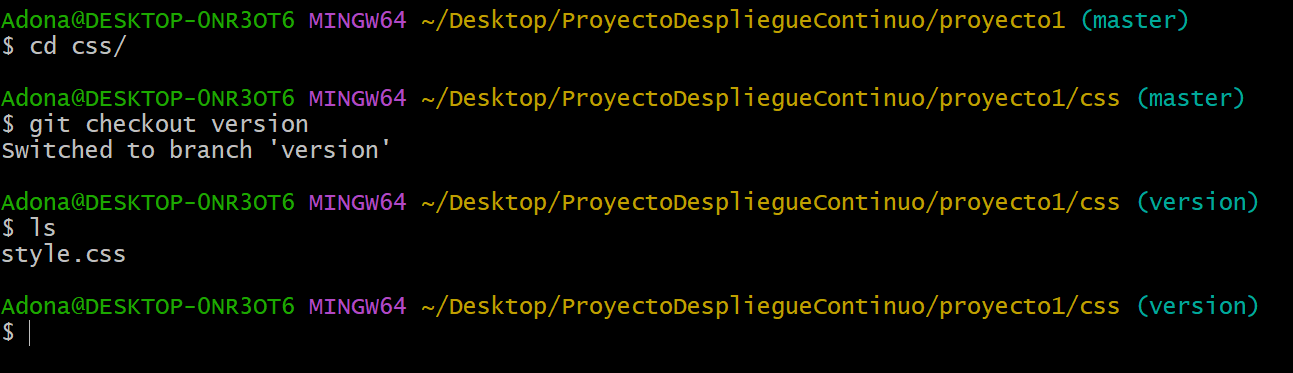 Adona@DESKTOP-0NR3OT6 MINGW64 ~/Desktop/ProyectoDespliegueContinuo/proyecto1 (master)
$ cd css/
Adona@DESKTOP-0NR3OT6 MINGW64 ~/Desktop/ProyectoDespliegueContinuo/proyecto1/css (master)
$ git checkout version
Switched to branch 'version'
Adona@DESKTOP-0NR3OT6 MINGW64 ~/Desktop/ProyectoDespliegueContinuo/proyecto1/css (version)
$ ls
style.css
Adona@DESKTOP-0NR3OT6 MINGW64 ~/Desktop/ProyectoDespliegueContinuo/proyecto1/css (version)
$